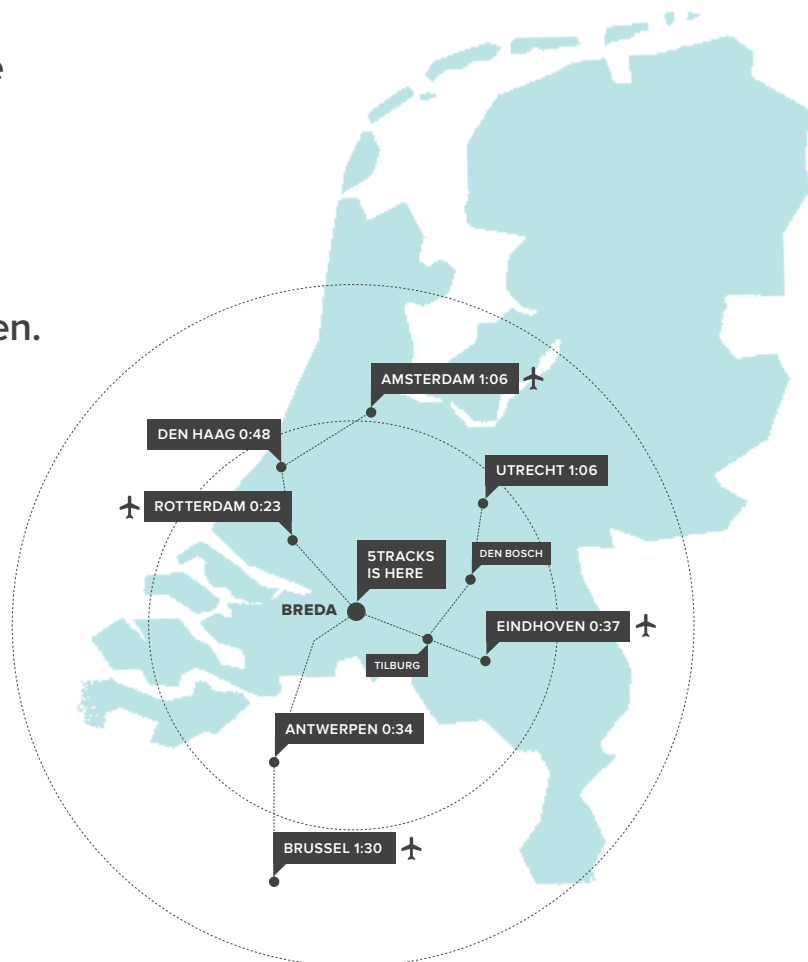 e
en.
AMSTERDAM 1:06
DEN HAAG 0:48
UTRECHT 1:06
ROTTERDAM 0:23
5TRACKS
IS HERE
DEN BOSCH
BREDA
EINDHOVEN 0:37
TILBURG
ANTWERPEN 0:34
BRUSSEL 1:30